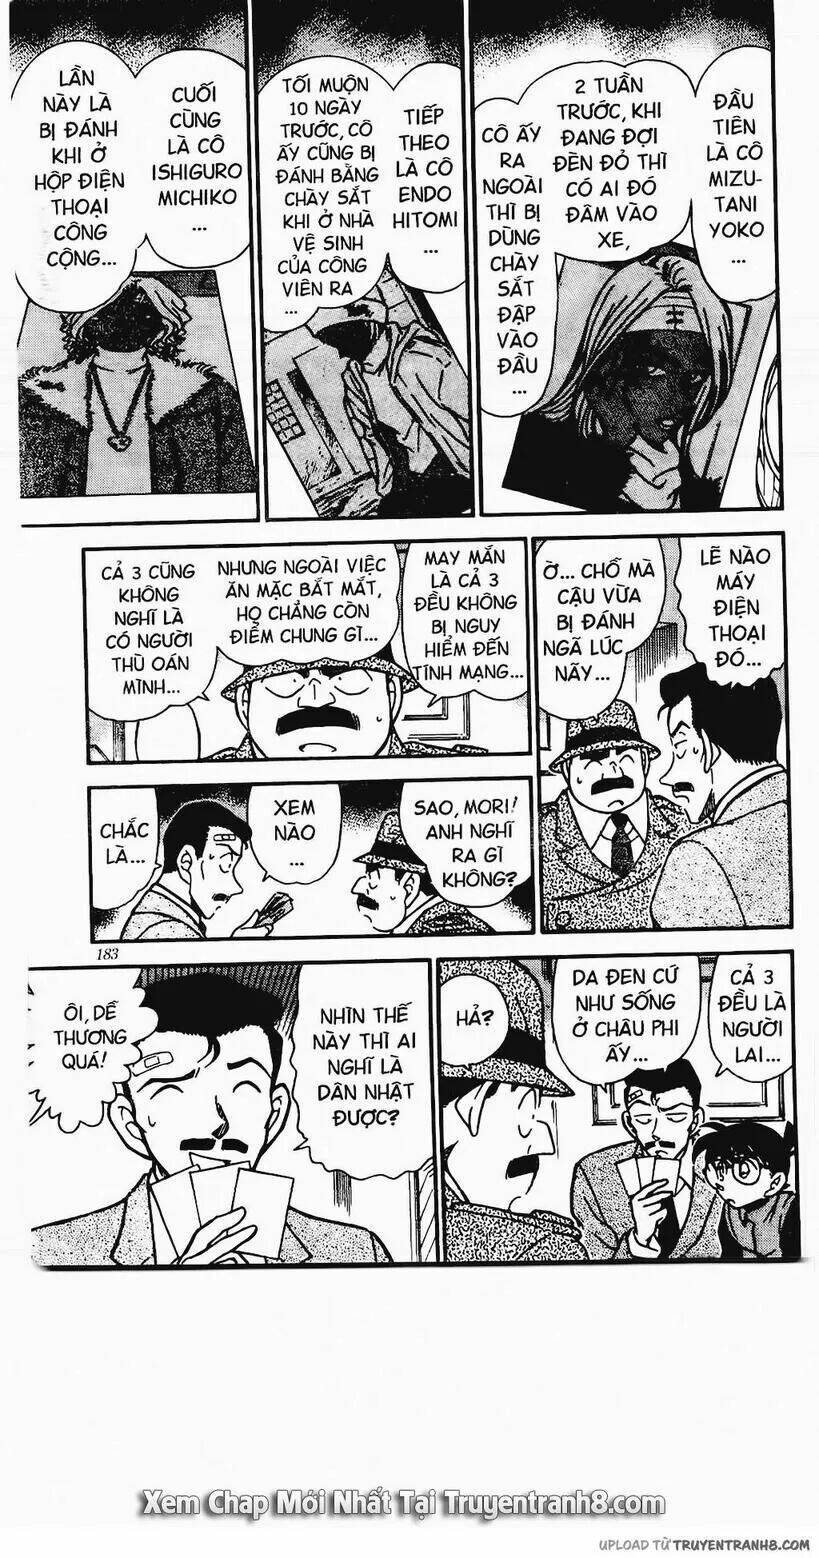 ĐẦU
TIÊN
LÀ CÔ
MIZU-
TANI
YOKO...
2 TUẦN
TRƯỚC, KHI
ĐANG ĐỢI
ĐÈN ĐỎ THÌ
CÓ AI ĐÓ
ĐÂM VÀO
XE,
CÔ ẤY
RA
NGOÀI
THÌ BỊ
DÙNG
CHÀY
SẮT
ĐẬP
VÀO
ĐẦU
...
TIẾP
THEO
LÀ CÔ
ENDO
HITOMI
...
TỐI MUỘN
10 NGÀY
TRƯỚC, CÔ
ẤY CŨNG BỊ
ĐÁNH BẰNG
CHÀY SẮT
KHI Ở NHÀ
VỆ SINH
CỦA CÔNG
VIÊN RA
...
CUỐI
CÙNG
LÀ CÔ
ISHIGURO
MICHIKO
...
LẦN
NÀY LÀ
BỊ ĐÁNH
KHI Ở
HỘP ĐIỆN
THOẠI
CÔNG
CỘNG...
LẼ NÀO
MÁY
ĐIỆN
THOẠI
ĐÓ...
Ờ... CHỖ MÀ
CẬU VỪA
BỊ ĐÁNH
NGÃ LÚC
NÃY...
MAY MẮN
LÀ CẢ 3
ĐỀU KHÔNG
BỊ NGUY
HIỂM ĐẾN
TÍNH MẠNG...
NHƯNG NGOÀI VIỆC
ĂN MẶC BẮT MẮT,
HỌ CHẲNG CÒN
ĐIỂM CHUNG GÌ...
CẢ 3 CŨNG
KHÔNG
NGHĨ LÀ
CÓ NGƯỜI
THÙ OÁN
MÌNH...
SAO, MORI!
ANH NGHĨ
RA GÌ
KHÔNG?
XEM
NÀO
...
CHẮC
LÀ...
183
CẢ 3
ĐỀU LÀ
NGƯỜI
LAI...
DA ĐEN CỨ
NHƯ SỐNG
Ở CHÂU PHI
ẤY...
HẢ?
NHÌN THẾ
NÀY THÌ AI
NGHĨ LÀ
DÂN NHẬT
ĐƯỢC?
ÔI, DỄ
THƯƠNG
QUÁ!
Xem Chap Mới Nhất Tại Truyentranh8.com
UPLOAD TỪ TRUYENTRANH8.COM